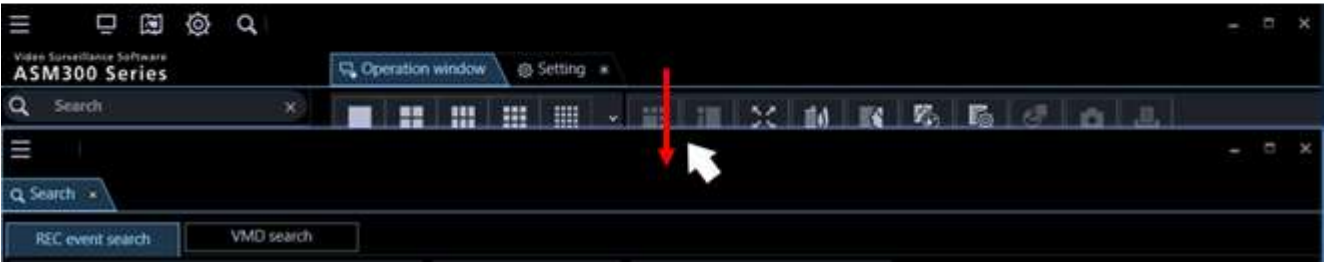 Video Surveillance Software
ASM300 Series
Operation window
Setting
Search
Search
REC event search
VMD search